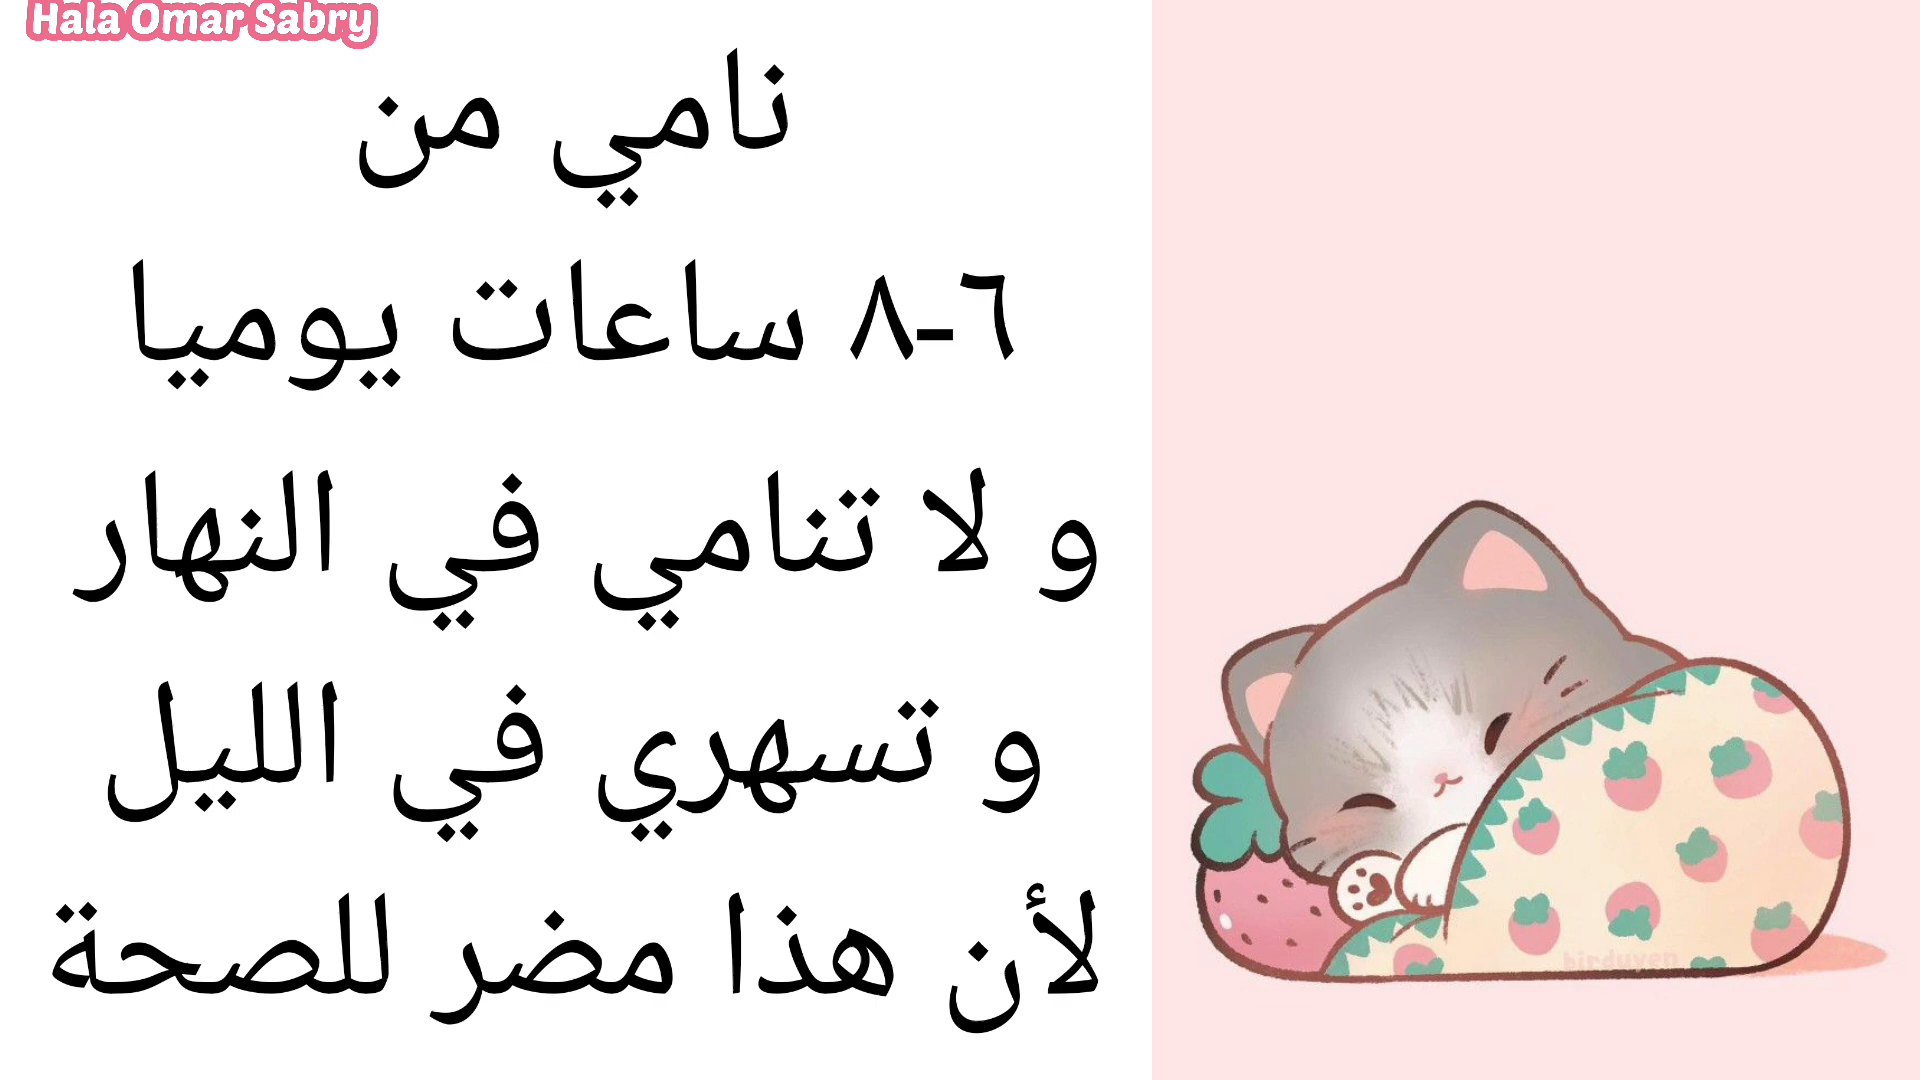 Hala Omar Sabry
نامي من
٦-٨ ساعات يوميا
و لا تنامي في النهار
و تسهري في الليل
لأن هذا مضر للصحة
birduyen